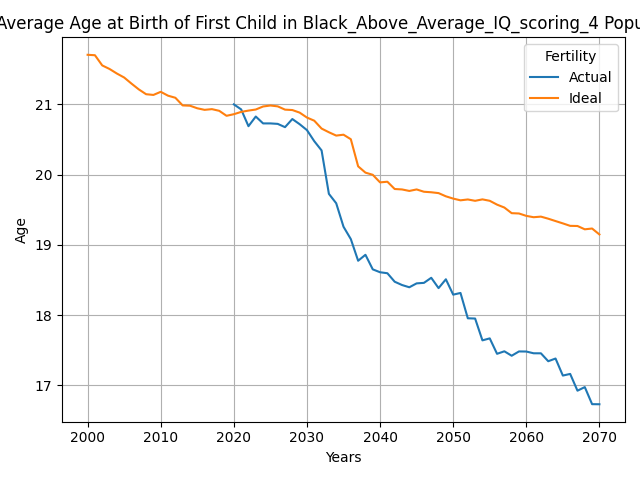 Average Age at Birth of First Child in Black_Above_Average_IQ_scoring_4 Popu
Fertility
Actual
Ideal
Age
21
20
19
18
17
2000 2010 2020 2030 2040 2050 2060 2070
Years